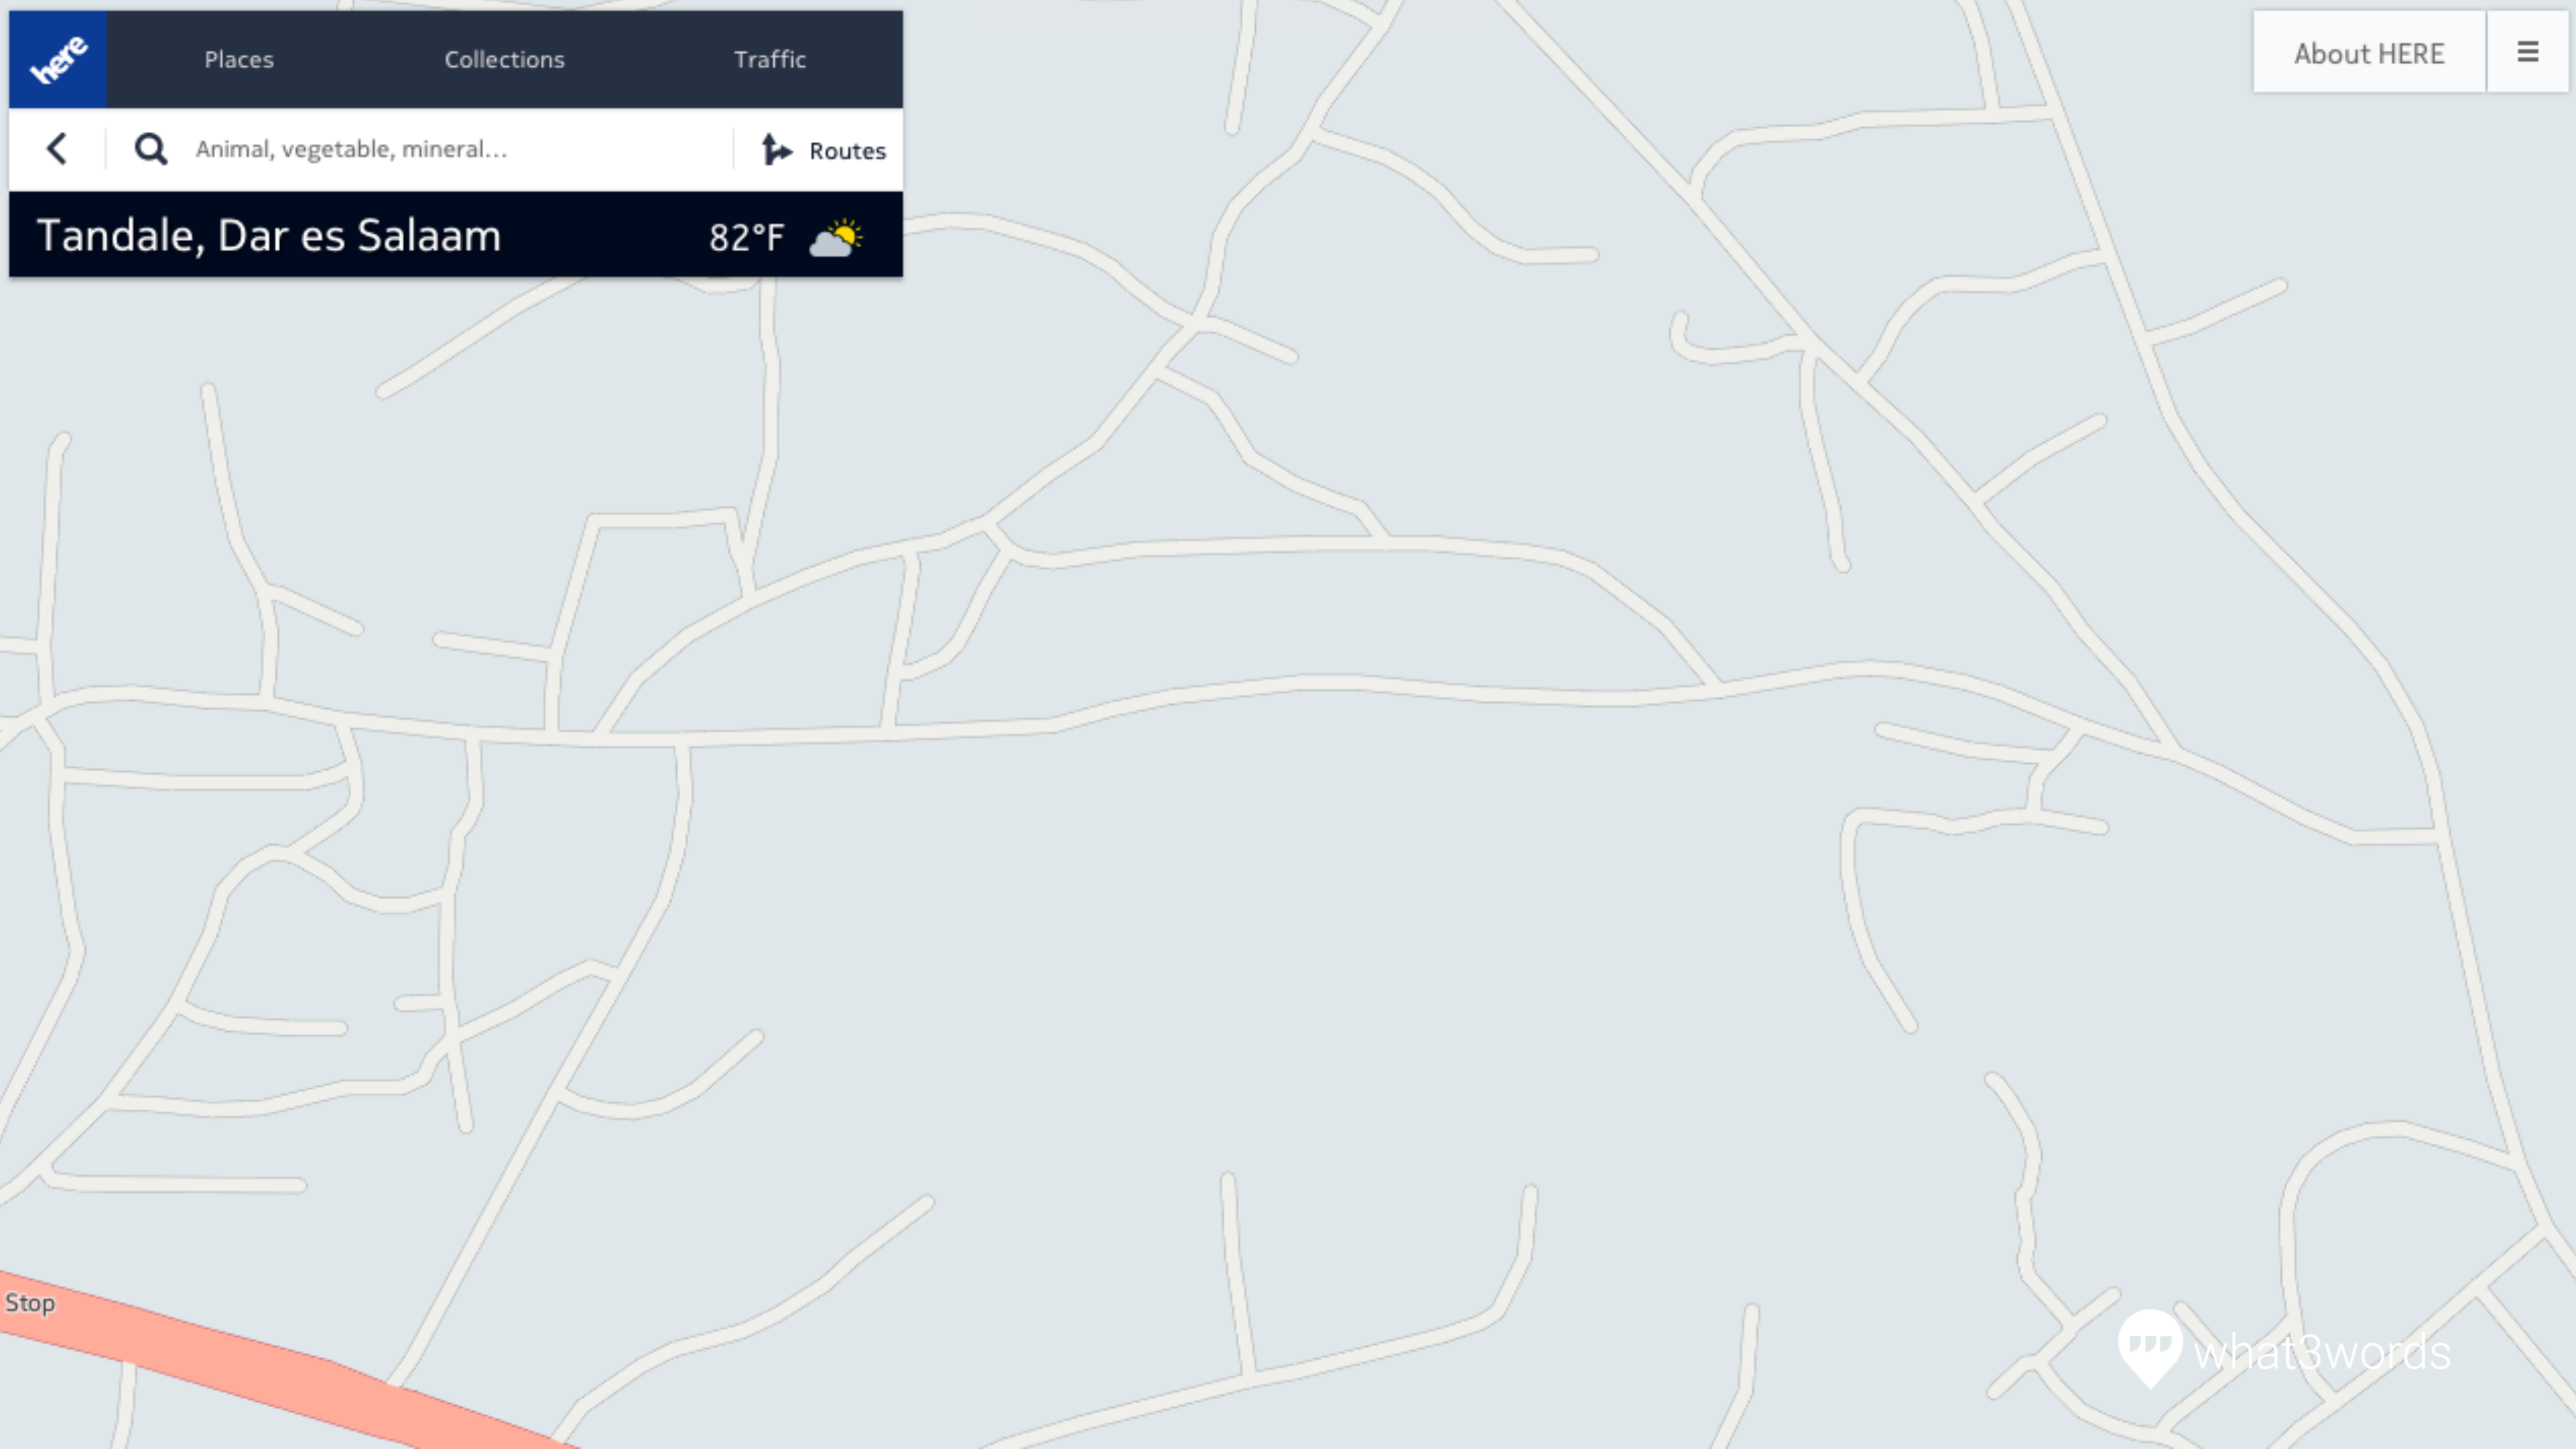 here
Places
Collections
Traffic
About HERE
Animal, vegetable, mineral...
Routes
Tandale, Dar es Salaam
82°F
Stop
what3words